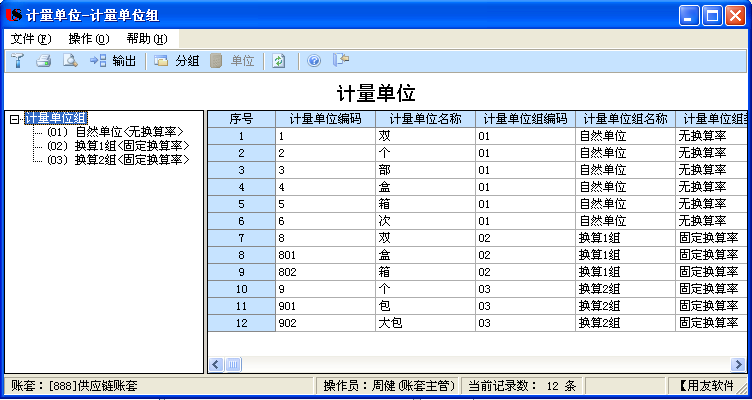 计量单位-计量单位组
文件(F) 操作(O) 帮助(H)
输出 分组 单位
计量单位
计量单位组
(01) 自然单位<无换算率>
(02) 换算1组<固定换算率>
(03) 换算2组<固定换算率>
序号 计量单位编码 计量单位名称 计量单位组编码 计量单位组名称 计量单位组
1 1 双 01 自然单位 无换算率
2 2 个 01 自然单位 无换算率
3 3 部 01 自然单位 无换算率
4 4 盒 01 自然单位 无换算率
5 5 箱 01 自然单位 无换算率
6 6 次 01 自然单位 无换算率
7 8 双 02 换算1组 固定换算率
8 801 盒 02 换算1组 固定换算率
9 802 箱 02 换算1组 固定换算率
10 9 个 03 换算2组 固定换算率
11 901 包 03 换算2组 固定换算率
12 902 大包 03 换算2组 固定换算率
账套：[888]供应链账套 操作员：周健(账套主管) 当前记录数： 12 条 【用友软件